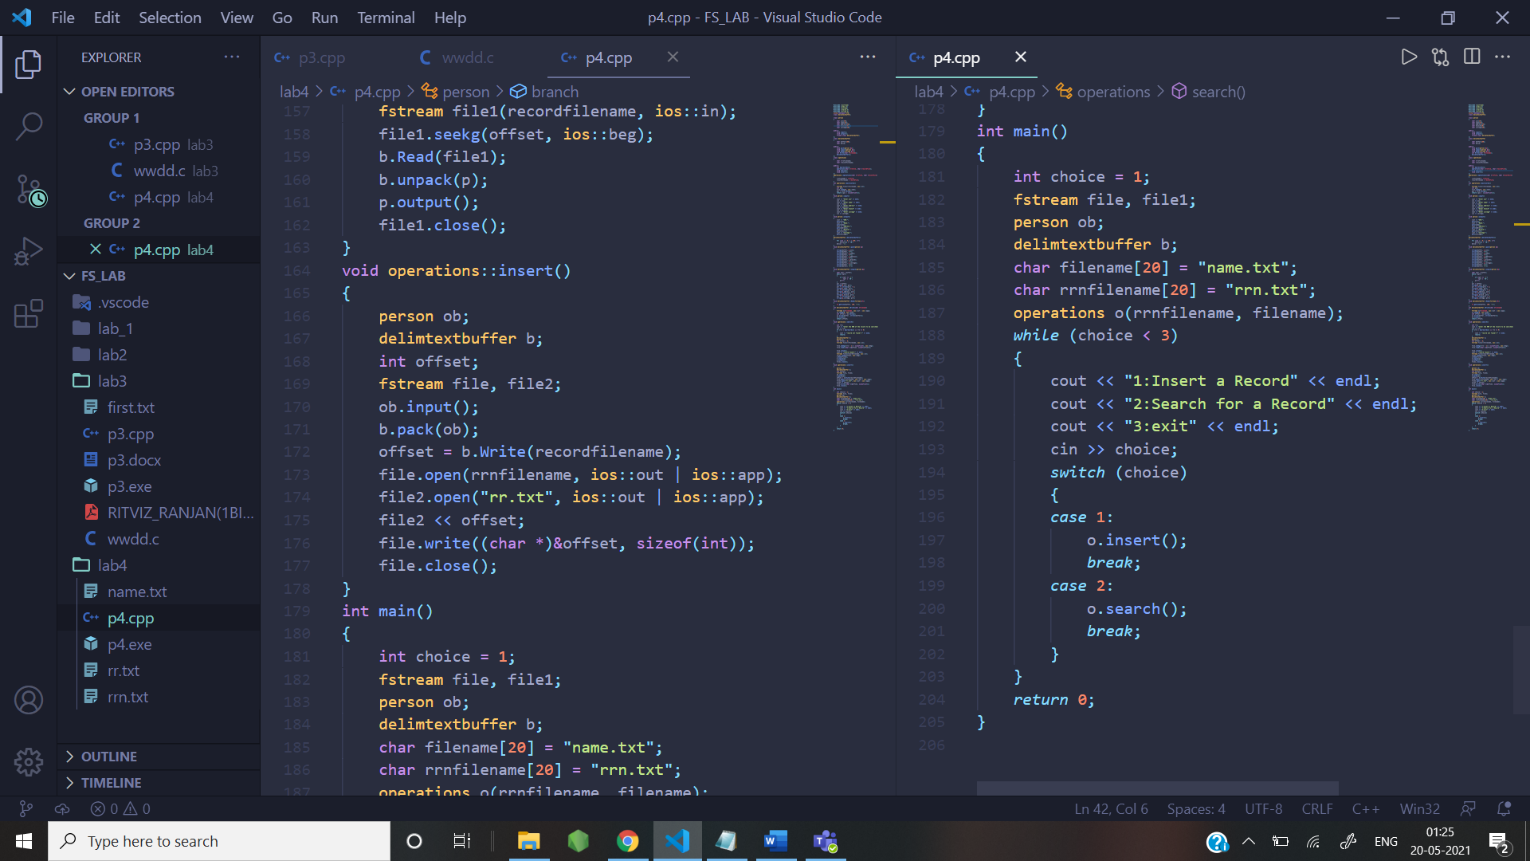 File Edit Selection View Go Run Terminal Help
p4.cpp - FS_LAB - Visual Studio Code
EXPLORER
OPEN EDITORS
GROUP 1
p3.cpp lab3
wwdd.c lab3
p4.cpp lab4
GROUP 2
p4.cpp lab4
FS_LAB
.vscode
lab_1
lab2
lab3
first.txt
p3.cpp
p3.docx
p3.exe
RITVIZ_RANJAN(1BI...
wwdd.c
lab4
name.txt
p4.cpp
p4.exe
rr.txt
rrn.txt
OUTLINE
TIMELINE
p3.cpp wwdd.c p4.cpp
lab4 > p4.cpp > person > branch
157 fstream file1(recordfilename, ios::in);
158 file1.seekg(offset, ios::beg);
159 b.Read(file1);
160 b.unpack(p);
161 p.output();
162 file1.close();
163 }
164 void operations::insert()
165 {
166 person ob;
167 delimtextbuffer b;
168 int offset;
169 fstream file, file2;
170 ob.input();
171 b.pack(ob);
172 offset = b.Write(recordfilename);
173 file.open(rrnfilename, ios::out | ios::app);
174 file2.open("rr.txt", ios::out | ios::app);
175 file2 << offset;
176 file.write((char *)&offset, sizeof(int));
177 file.close();
178 }
179 int main()
180 {
181 int choice = 1;
182 fstream file, file1;
183 person ob;
184 delimtextbuffer b;
185 char filename[20] = "name.txt";
186 char rrnfilename[20] = "rrn.txt";
187 operations o(rrnfilename, filename);
p4.cpp
lab4 > p4.cpp > operations > search()
178 }
179 int main()
180 {
181 int choice = 1;
182 fstream file, file1;
183 person ob;
184 delimtextbuffer b;
185 char filename[20] = "name.txt";
186 char rrnfilename[20] = "rrn.txt";
187 operations o(rrnfilename, filename);
188 while (choice < 3)
189 {
190 cout << "1:Insert a Record" << endl;
191 cout << "2:Search for a Record" << endl;
192 cout << "3:exit" << endl;
193 cin >> choice;
194 switch (choice)
195 {
196 case 1:
197 o.insert();
198 break;
199 case 2:
200 o.search();
201 break;
202 }
203 }
204 return 0;
205 }
206
0 0
Ln 42, Col 6 Spaces: 4 UTF-8 CRLF C++ Win32
Type here to search
ENG
01:25
20-05-2021
2